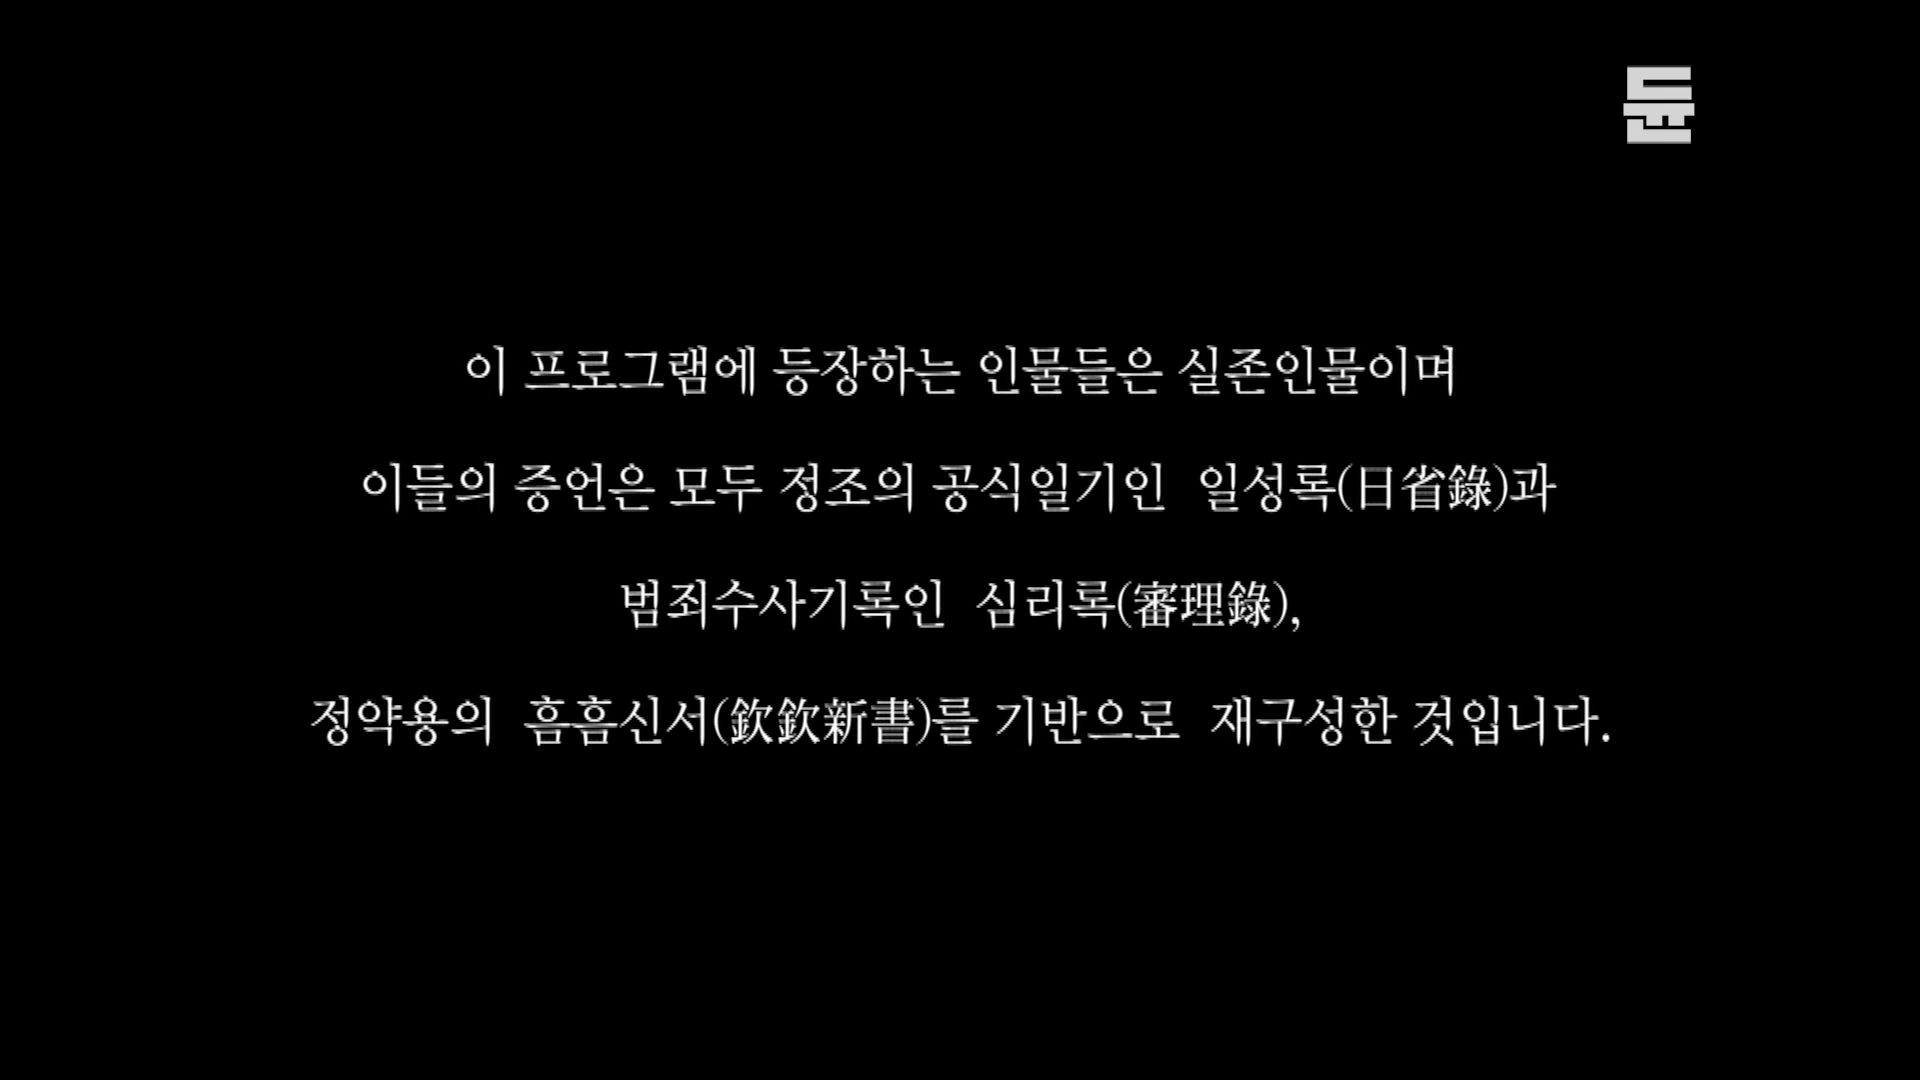 듄
이 프로그램에 등장하는 인물들은 실존인물이며
이들의 증언은 모두 정조의 공식일기인 일성록(日省錄)과
범죄수사기록인 심리록(審理錄),
정약용의 흠흠신서(欽欽新書)를 기반으로 재구성한 것입니다.